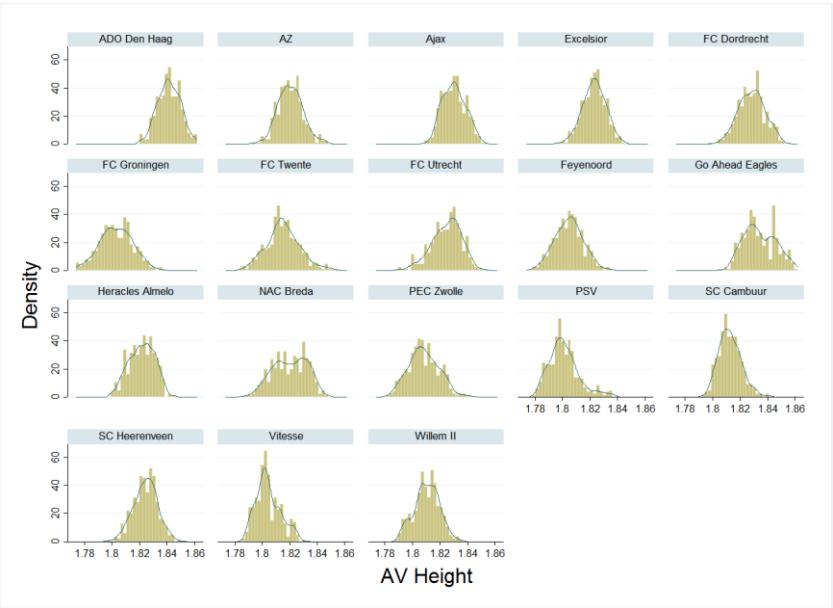 ADO Den Haag AZ Ajax Excelsior FC Dordrecht
60
40
20
0
FC Groningen FC Twente FC Utrecht Feyenoord Go Ahead Eagles
60
40
20
0
Heracles Almelo NAC Breda PEC Zwolle PSV SC Cambuur
60
40
20
0
1.78 1.8 1.82 1.84 1.86 1.78 1.8 1.82 1.84 1.86
SC Heerenveen Vitesse Willem II
60
40
20
0
1.78 1.8 1.82 1.84 1.86 1.78 1.8 1.82 1.84 1.86 1.78 1.8 1.82 1.84 1.86
Density
AV Height